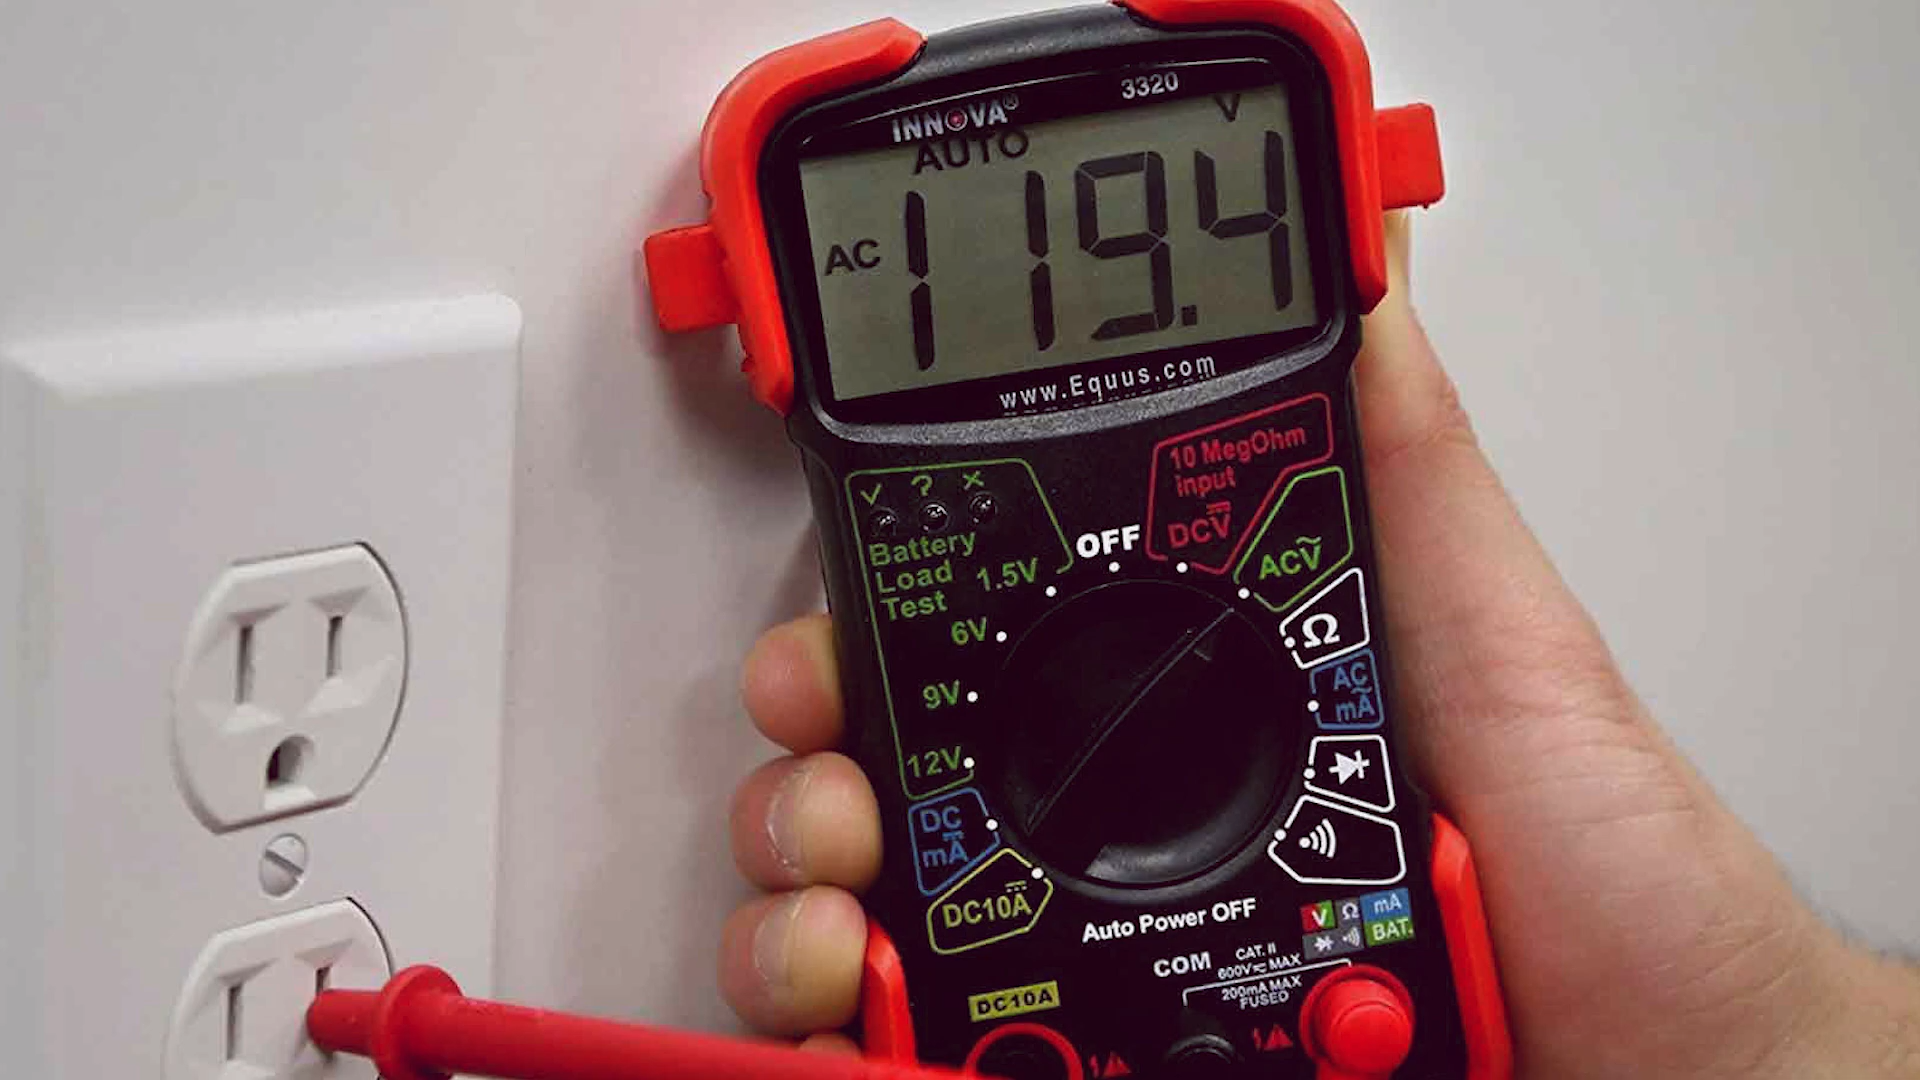 INNOVA® 3320
AUTO V
AC 119.4
www.Equus.com
10 MegOhm
input
DCV
ACV
OFF
Battery
Load
Test
1.5V
6V
9V
12V
DC
mA
DC10A
Ω
AC
mA
Auto Power OFF
V Ω mA
BAT.
COM
CAT. II
600V MAX
200mA MAX
FUSED
DC10A